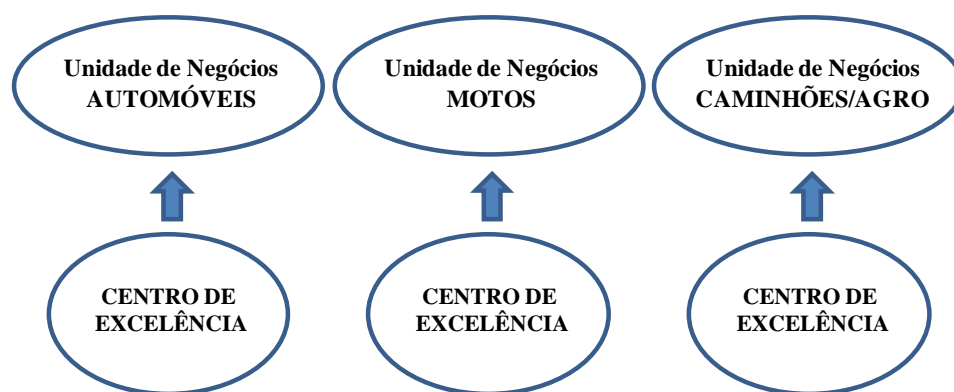 Unidade de Negócios
AUTOMÓVEIS
Unidade de Negócios
MOTOS
Unidade de Negócios
CAMINHÕES/AGRO
CENTRO DE
EXCELÊNCIA
CENTRO DE
EXCELÊNCIA
CENTRO DE
EXCELÊNCIA